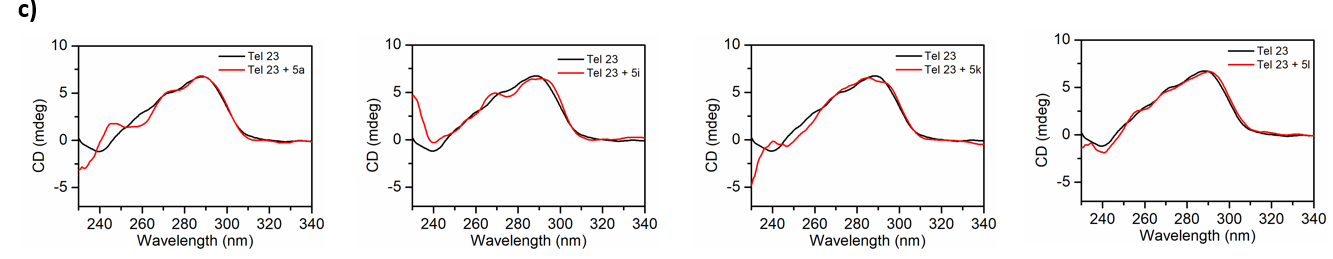 c)
10
5
0
-5
CD (mdeg)
240 260 280 300 320 340
Wavelength (nm)
Tel 23
Tel 23 + 5a
10
5
0
-5
CD (mdeg)
240 260 280 300 320 340
Wavelength (nm)
Tel 23
Tel 23 + 5i
10
5
0
-5
CD (mdeg)
240 260 280 300 320 340
Wavelength (nm)
Tel 23
Tel 23 + 5k
10
5
0
-5
CD (mdeg)
240 260 280 300 320 340
Wavelength (nm)
Tel 23
Tel 23 + 5l